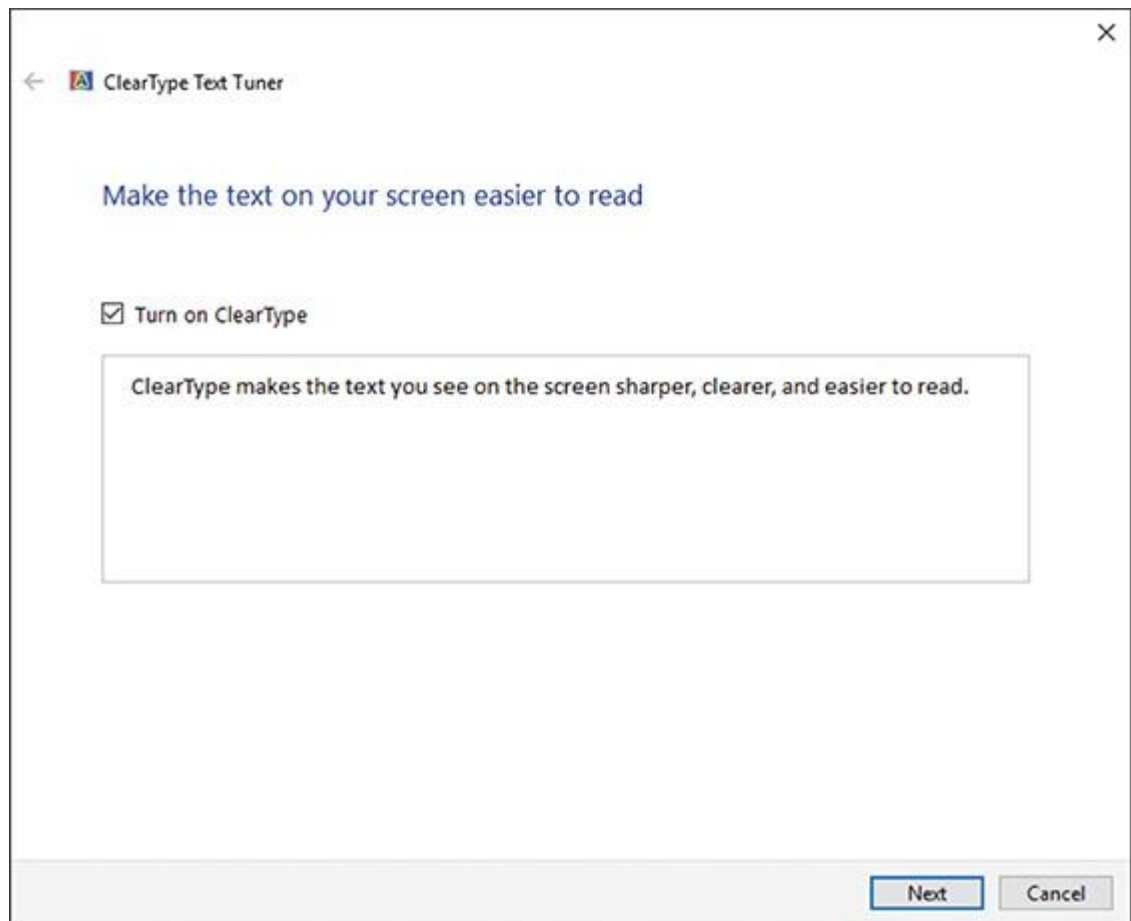 ClearType Text Tuner
Make the text on your screen easier to read
Turn on ClearType
ClearType makes the text you see on the screen sharper, clearer, and easier to read.
Next Cancel